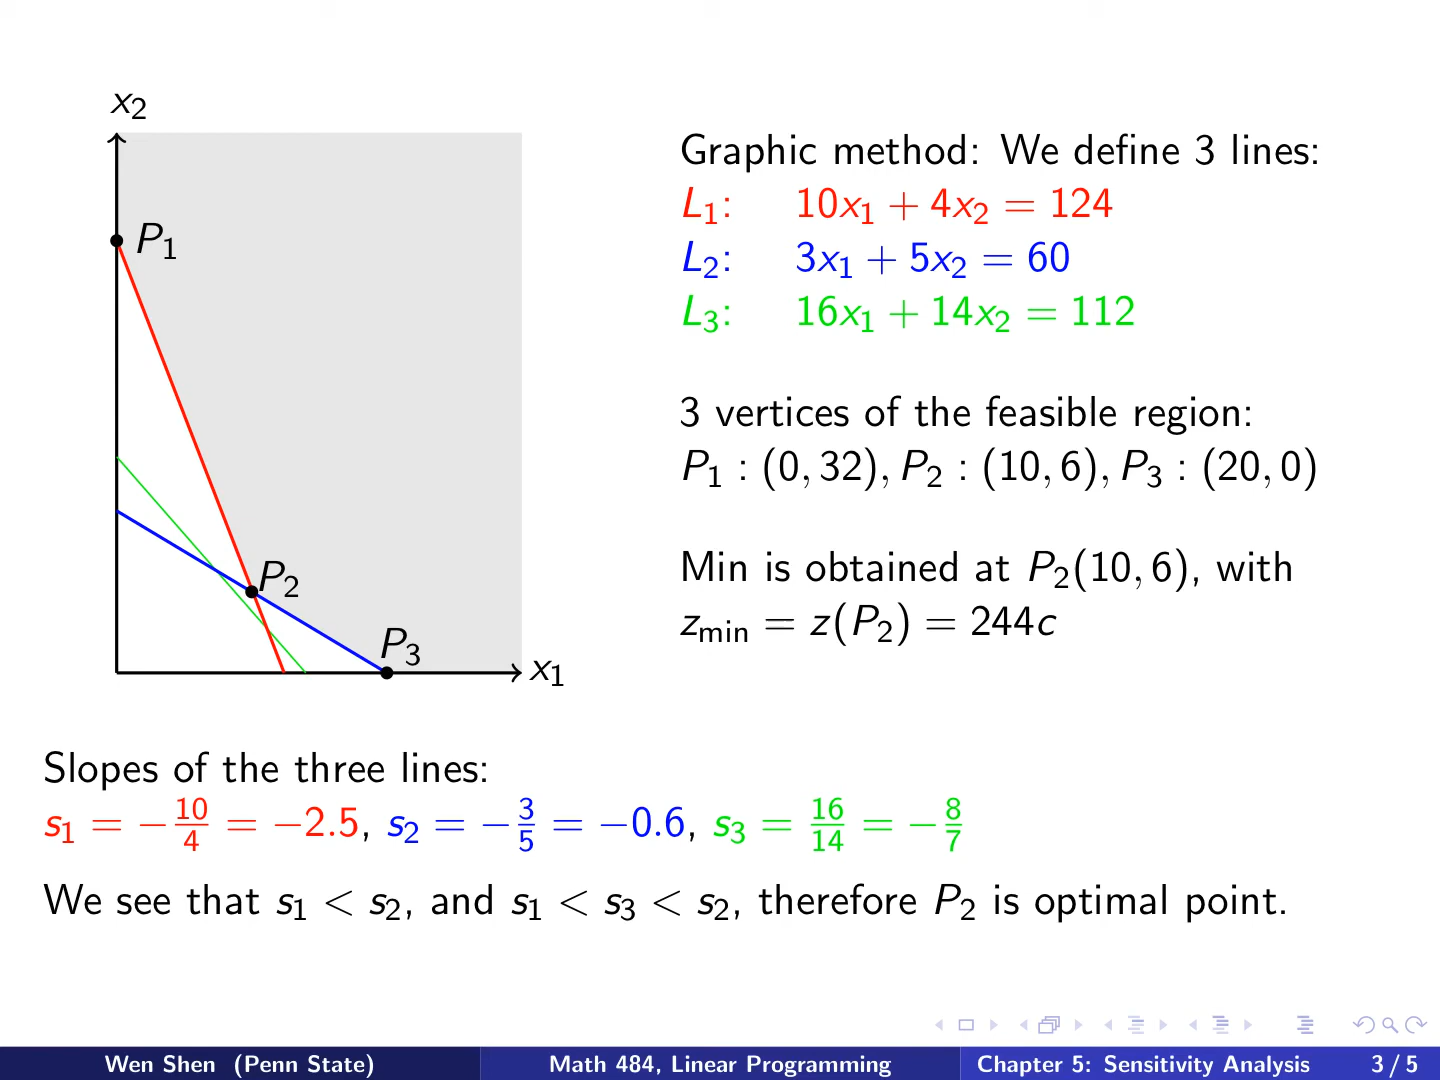 x₂
P₁
P₂
P₃
x₁
Graphic method: We define 3 lines:
L₁: 10x₁ + 4x₂ = 124
L₂: 3x₁ + 5x₂ = 60
L₃: 16x₁ + 14x₂ = 112
3 vertices of the feasible region:
P₁ : (0, 32), P₂ : (10, 6), P₃ : (20, 0)
Min is obtained at P₂(10, 6), with
z_min = z(P₂) = 244c
Slopes of the three lines:
s₁ = −10/4 = −2.5, s₂ = −3/5 = −0.6, s₃ = 16/14 = −8/7
We see that s₁ < s₂, and s₁ < s₃ < s₂, therefore P₂ is optimal point.
Wen Shen (Penn State) Math 484, Linear Programming Chapter 5: Sensitivity Analysis 3 / 5